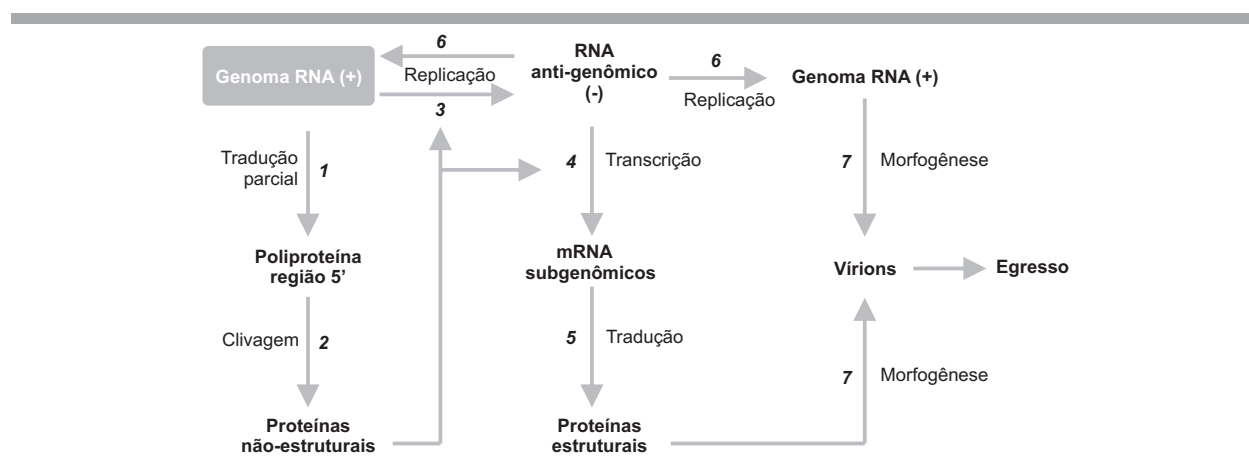 6
RNA
anti-genômico
(-)
6
Genoma RNA (+)
Replicação
Replicação
Genoma RNA (+)
3
Tradução
parcial
1
4
Transcrição
7
Morfogênese
Poliproteína
região 5’
mRNA
subgenômicos
Vírions
Egresso
Clivagem
2
5
Tradução
7
Morfogênese
Proteínas
não-estruturais
Proteínas
estruturais